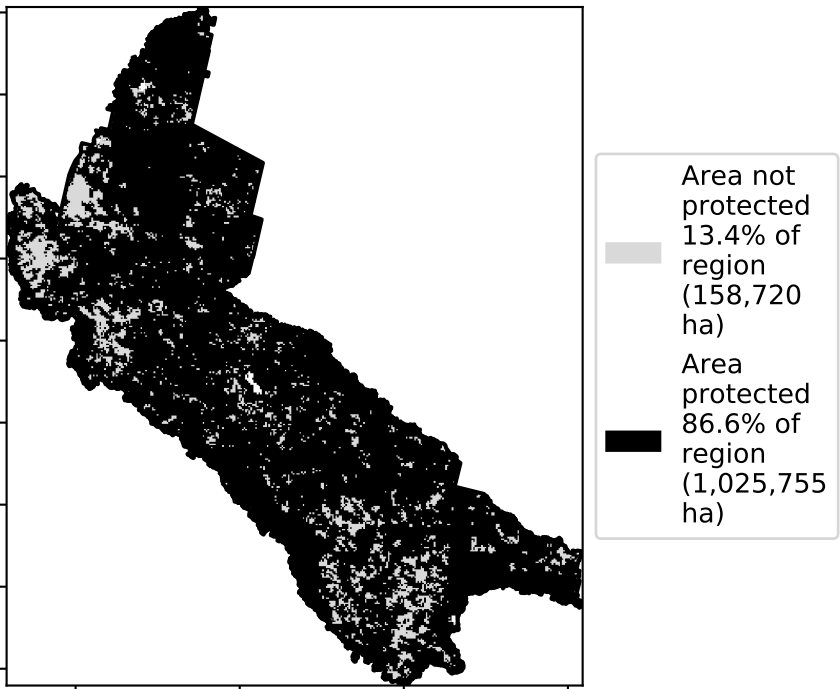 Area not
protected
13.4% of
region
(158,720
ha)
Area
protected
86.6% of
region
(1,025,755
ha)